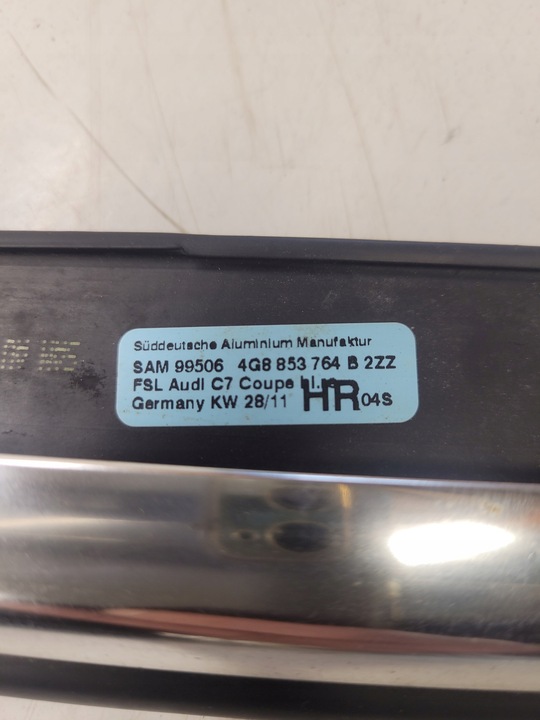 Süddeutsche Aluminium Manufaktur
SAM 99506 4G8 853 764 B 2ZZ
FSL Audi C7 Coupe
Germany KW 28/11 HR 04S